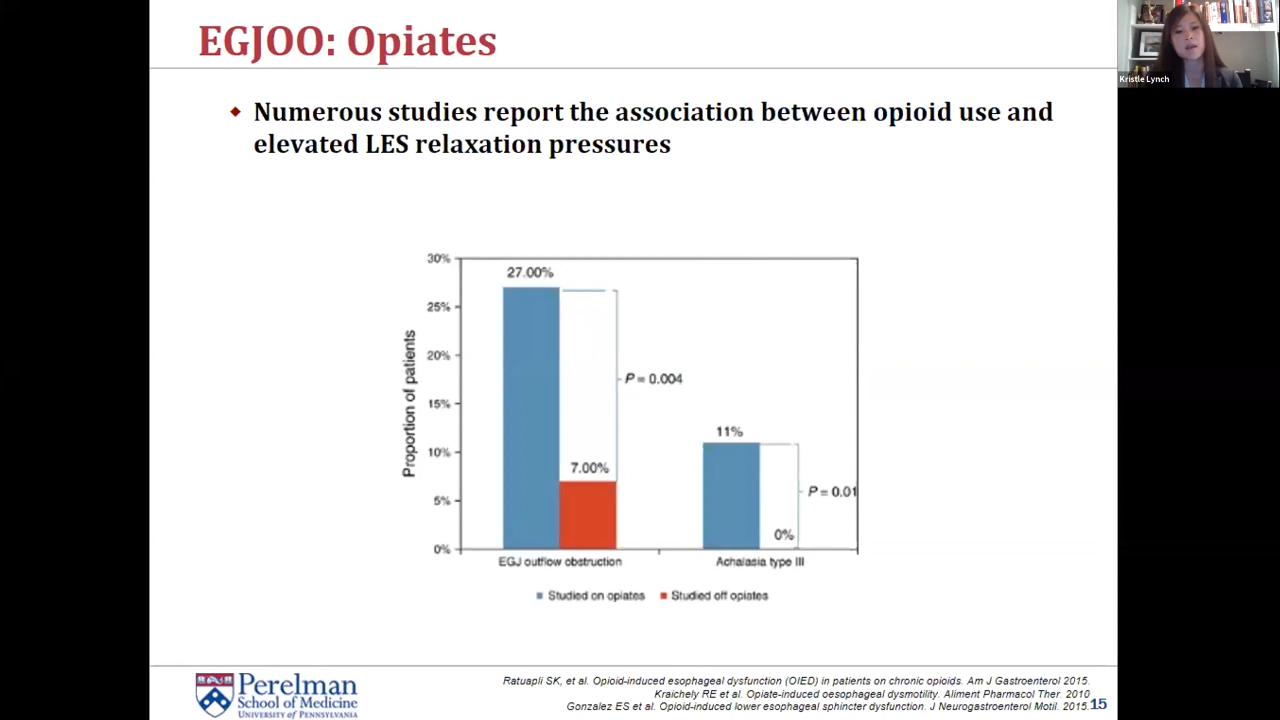 EGJOO: Opiates
Kristle Lynch
◆ Numerous studies report the association between opioid use and
elevated LES relaxation pressures
30%
27.00%
25%
20%
P = 0.004
15%
11%
10%
7.00%
P = 0.01
5%
0%
0%
Proportion of patients
EGJ outflow obstruction
Achalasia type III
Studied on opiates
Studied off opiates
Perelman
School of Medicine
UNIVERSITY of PENNSYLVANIA
Ratuapli SK, et al. Opioid-induced esophageal dysfunction (OIED) in patients on chronic opioids. Am J Gastroenterol 2015.
Kraichely RE et al. Opiate-induced oesophageal dysmotility. Aliment Pharmacol Ther. 2010
Gonzalez ES et al. Opioid-induced lower esophageal sphincter dysfunction. J Neurogastroenterol Motil. 2015.
15